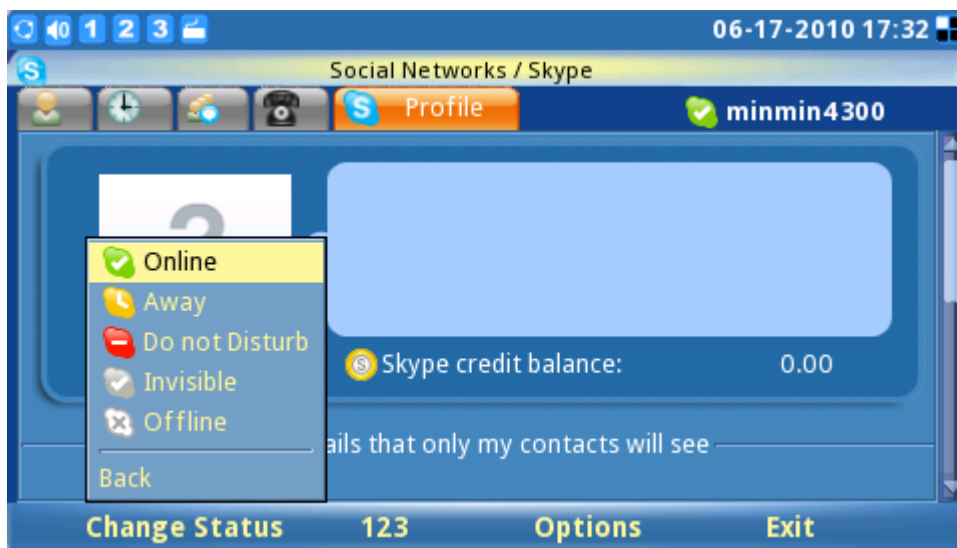 1 2 3 06-17-2010 17:32
Social Networks / Skype
Profile minmin4300
Online
Away
Do not Disturb
Skype credit balance: 0.00
Invisible
Offline
ails that only my contacts will see
Back
Change Status 123 Options Exit